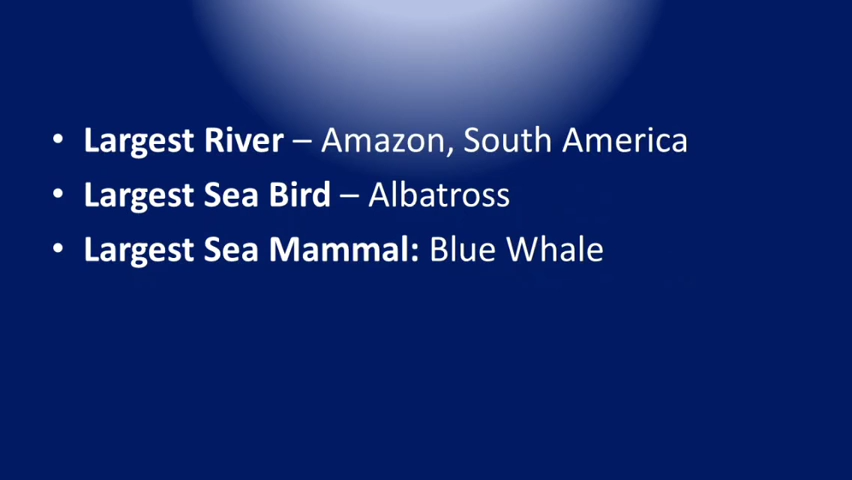 • Largest River – Amazon, South America
• Largest Sea Bird – Albatross
• Largest Sea Mammal: Blue Whale